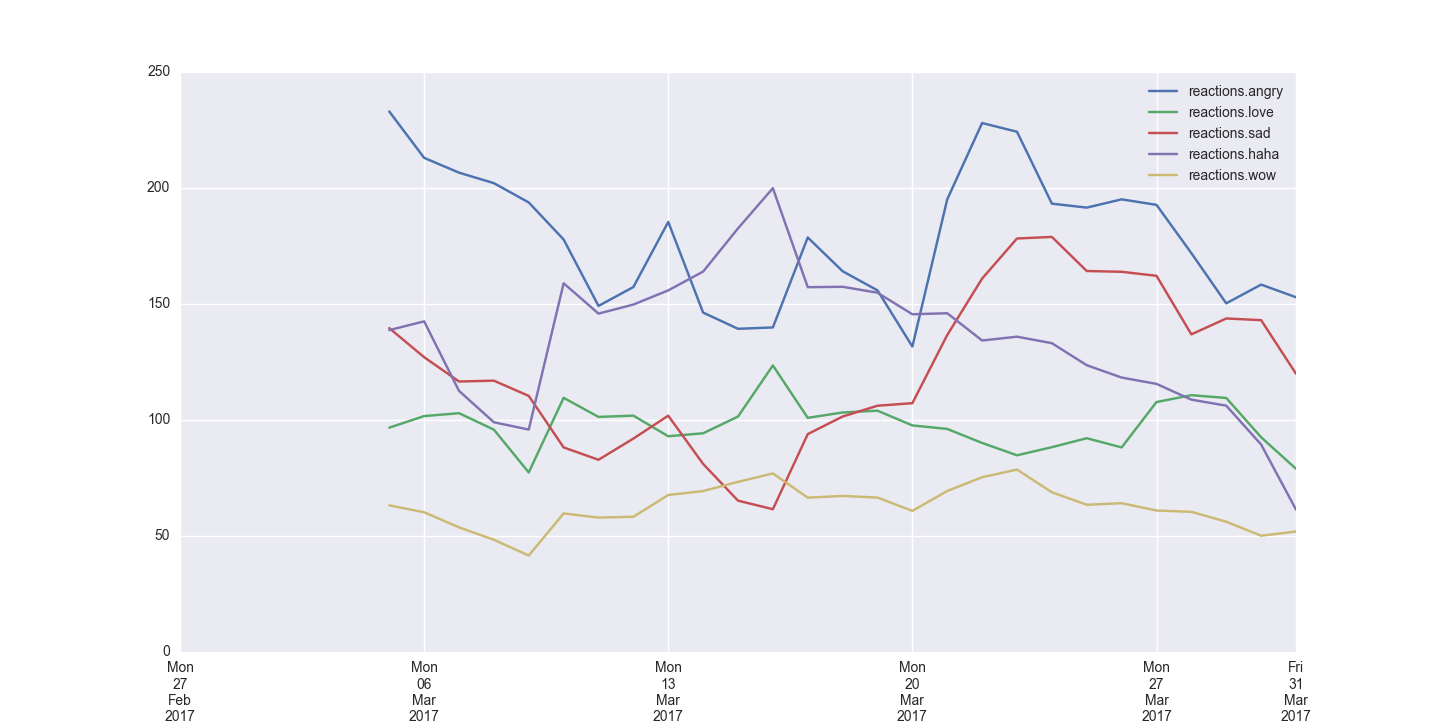 250
200
150
100
50
0
reactions.angry
reactions.love
reactions.sad
reactions.haha
reactions.wow
Mon
27
Feb
2017
Mon
06
Mar
2017
Mon
13
Mar
2017
Mon
20
Mar
2017
Mon
27
Mar
2017
Fri
31
Mar
2017